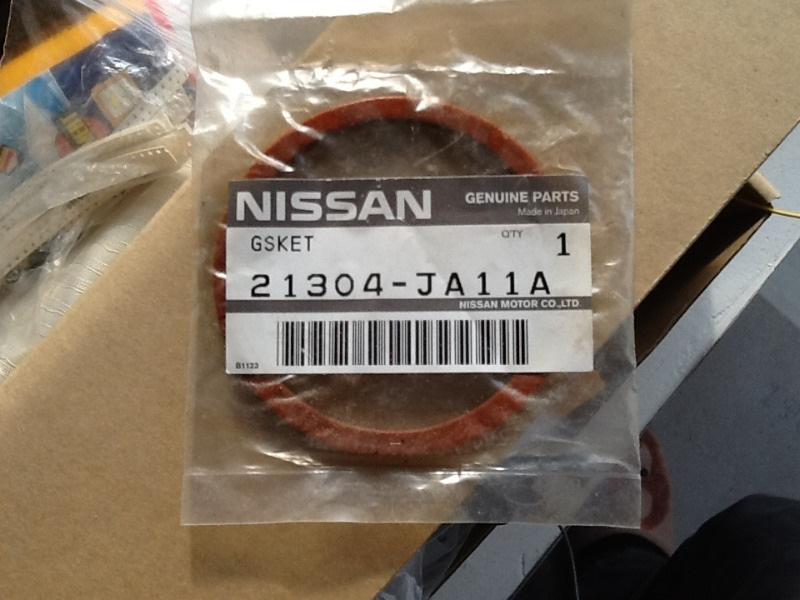 NISSAN GENUINE PARTS
Made in Japan
GSKET QTY 1
21304-JA11A
NISSAN MOTOR CO.,LTD.
B1123